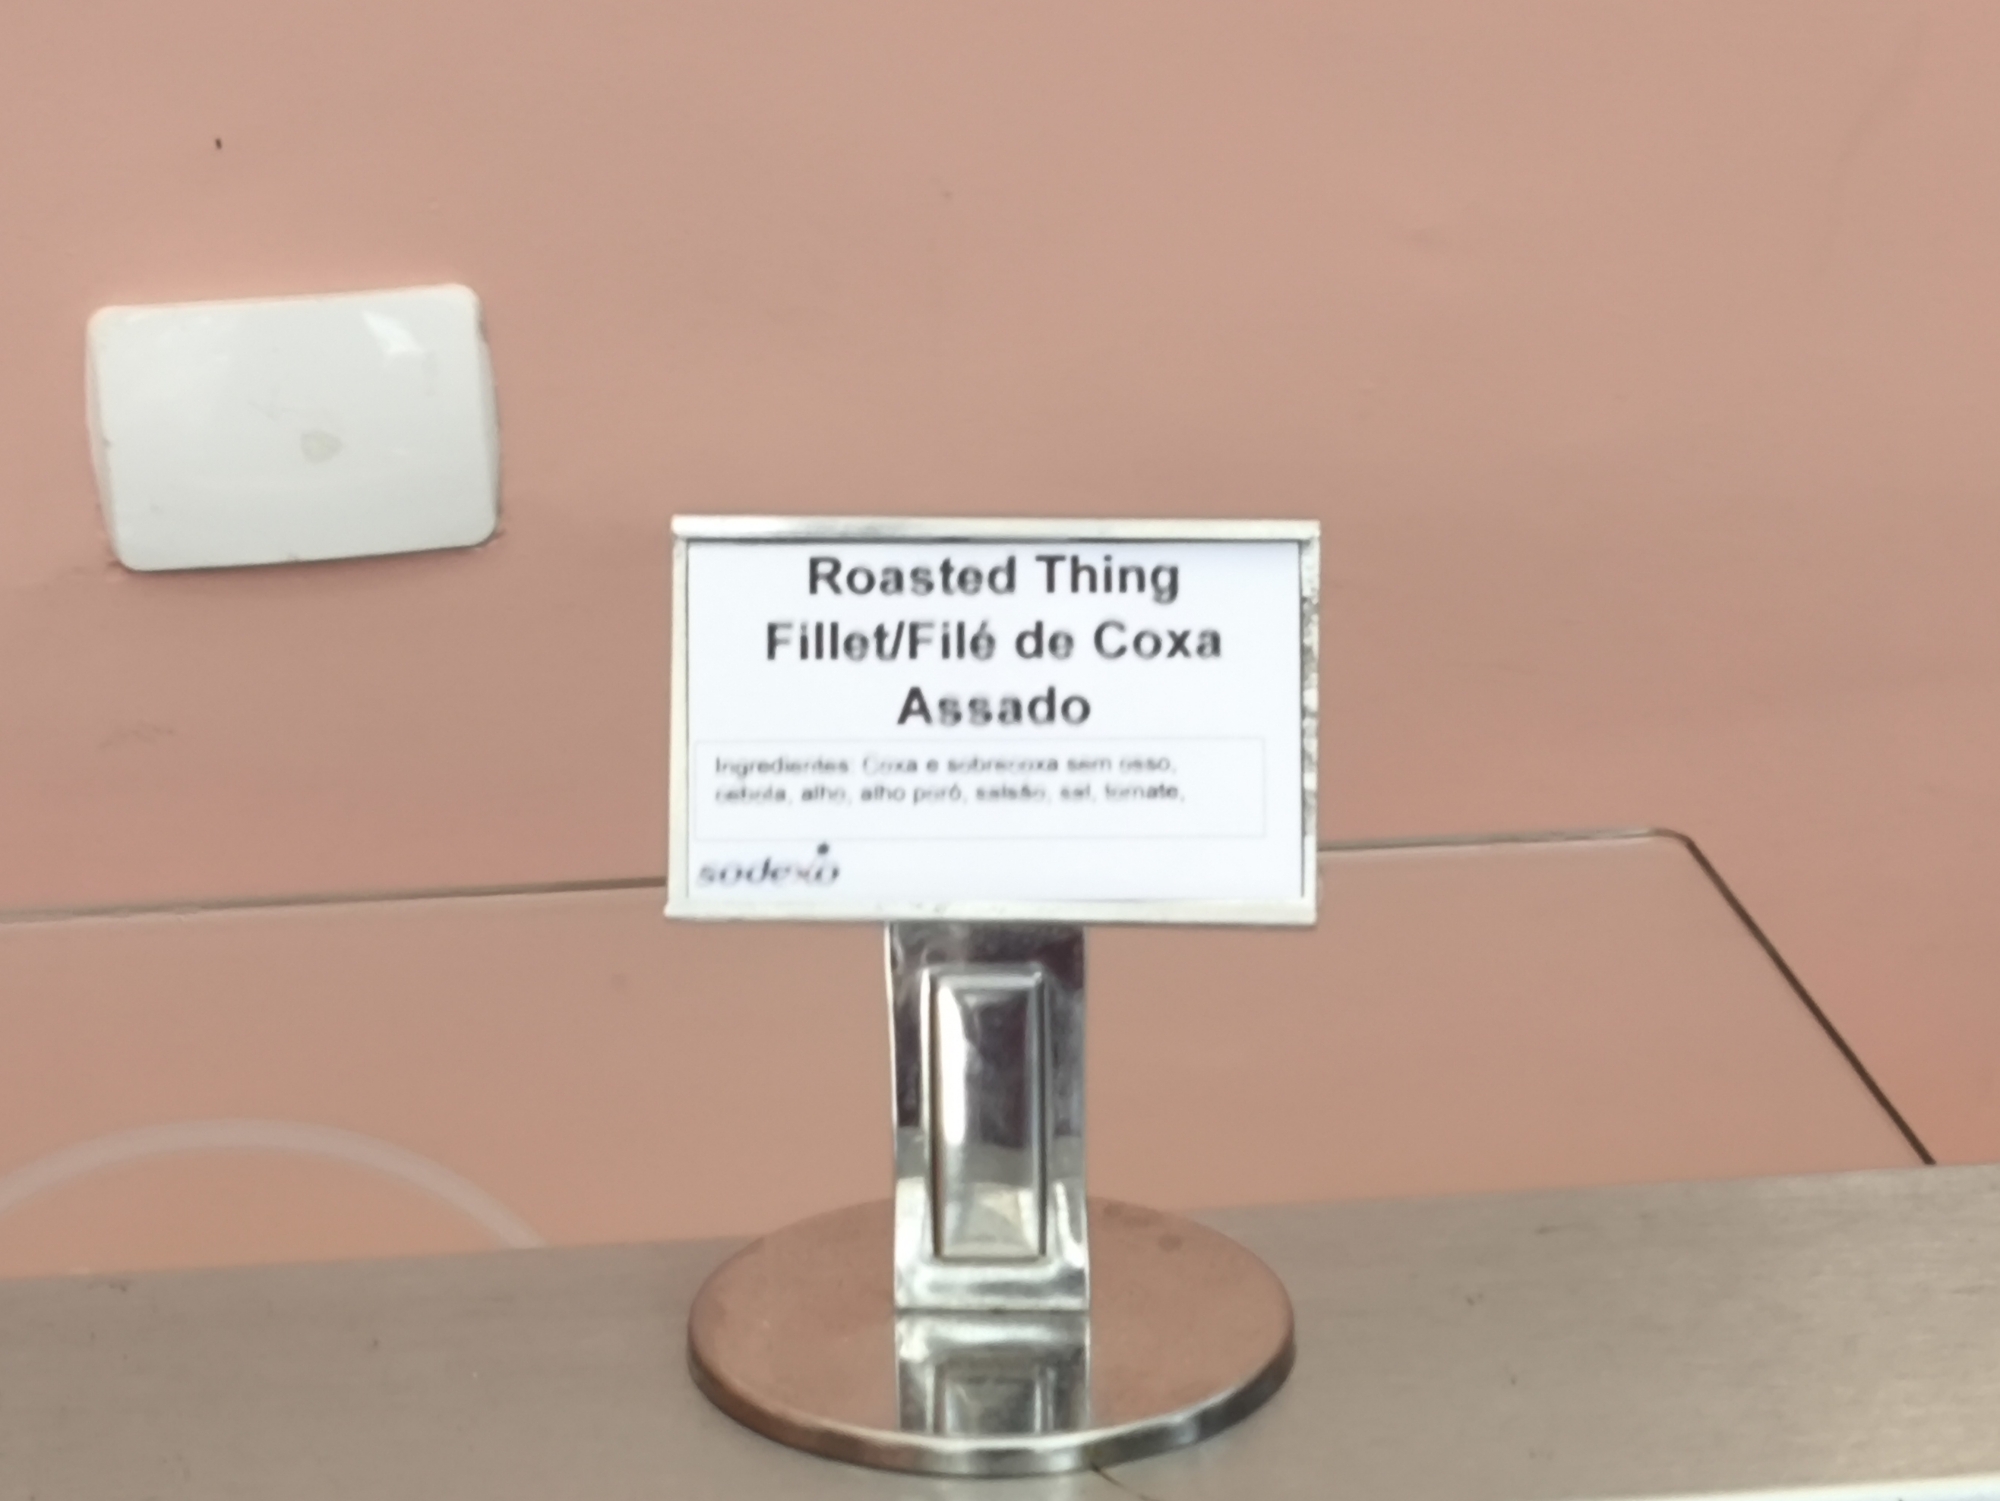 Roasted Thing
Fillet/Filé de Coxa
Assado
Ingredientes: Coxa e sobrecoxa sem osso,
cebola, alho, alho poró, salsão, sal, tomate,
sodexo